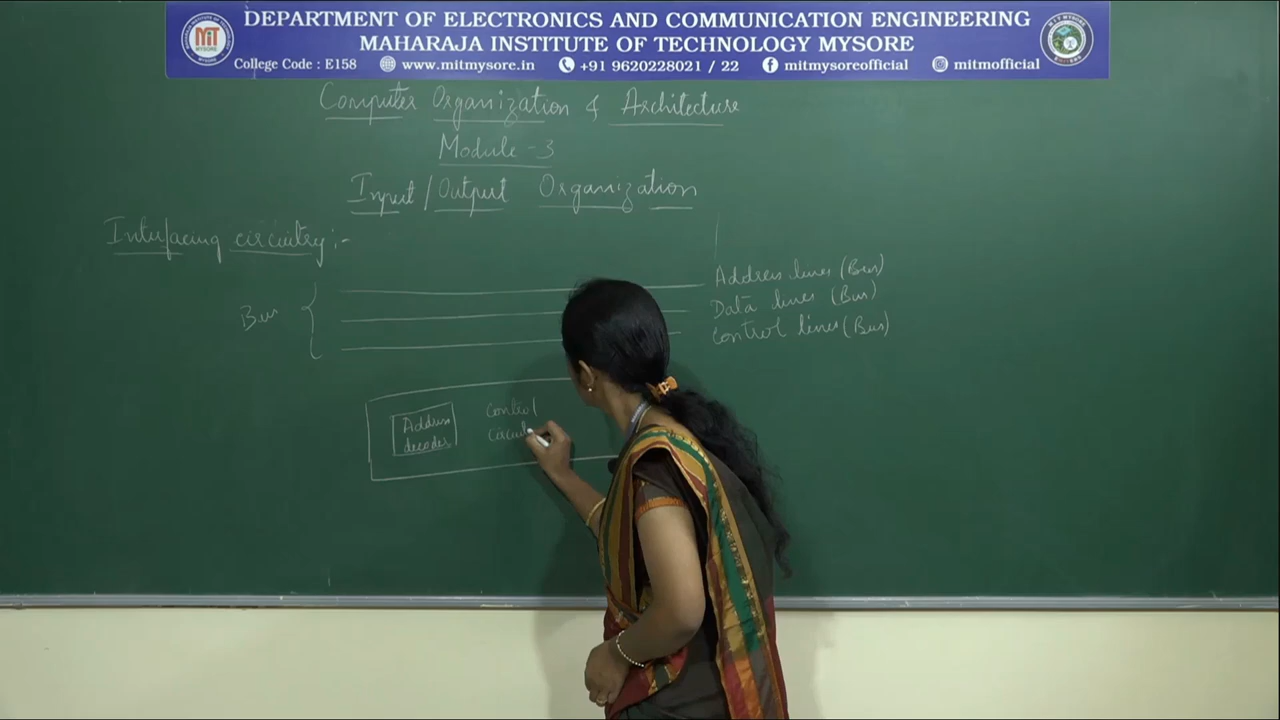 DEPARTMENT OF ELECTRONICS AND COMMUNICATION ENGINEERING
MAHARAJA INSTITUTE OF TECHNOLOGY MYSORE
MIT
MYSORE
College Code : E158 www.mitmysore.in +91 9620228021 / 22 mitmysoreofficial mitmofficial
Computer Organization & Architecture
Module - 3
Input / Output Organization
Interfacing circuitry :-
Address lines (Bus)
Bus
Data lines (Bus)
Control lines (Bus)
Address
decoder
Control
Circuit